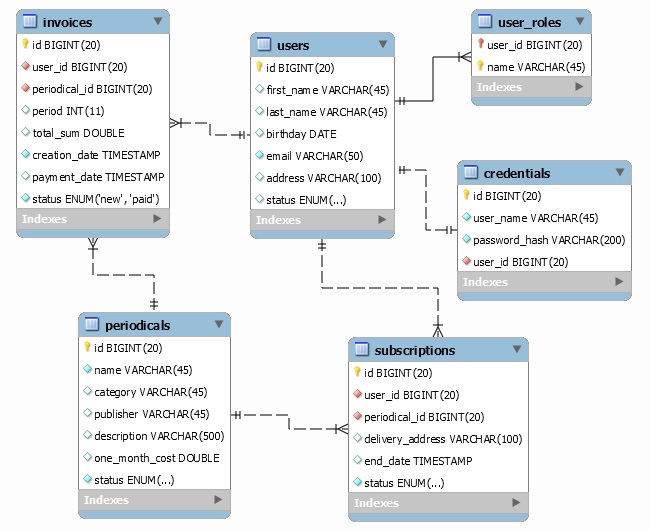 invoices
id BIGINT(20)
user_id BIGINT(20)
periodical_id BIGINT(20)
period INT(11)
total_sum DOUBLE
creation_date TIMESTAMP
payment_date TIMESTAMP
status ENUM('new', 'paid')
Indexes
users
id BIGINT(20)
first_name VARCHAR(45)
last_name VARCHAR(45)
birthday DATE
email VARCHAR(50)
address VARCHAR(100)
status ENUM(...)
Indexes
user_roles
user_id BIGINT(20)
name VARCHAR(45)
Indexes
credentials
id BIGINT(20)
user_name VARCHAR(45)
password_hash VARCHAR(200)
user_id BIGINT(20)
Indexes
periodicals
id BIGINT(20)
name VARCHAR(45)
category VARCHAR(45)
publisher VARCHAR(45)
description VARCHAR(500)
one_month_cost DOUBLE
status ENUM(...)
Indexes
subscriptions
id BIGINT(20)
user_id BIGINT(20)
periodical_id BIGINT(20)
delivery_address VARCHAR(100)
end_date TIMESTAMP
status ENUM(...)
Indexes